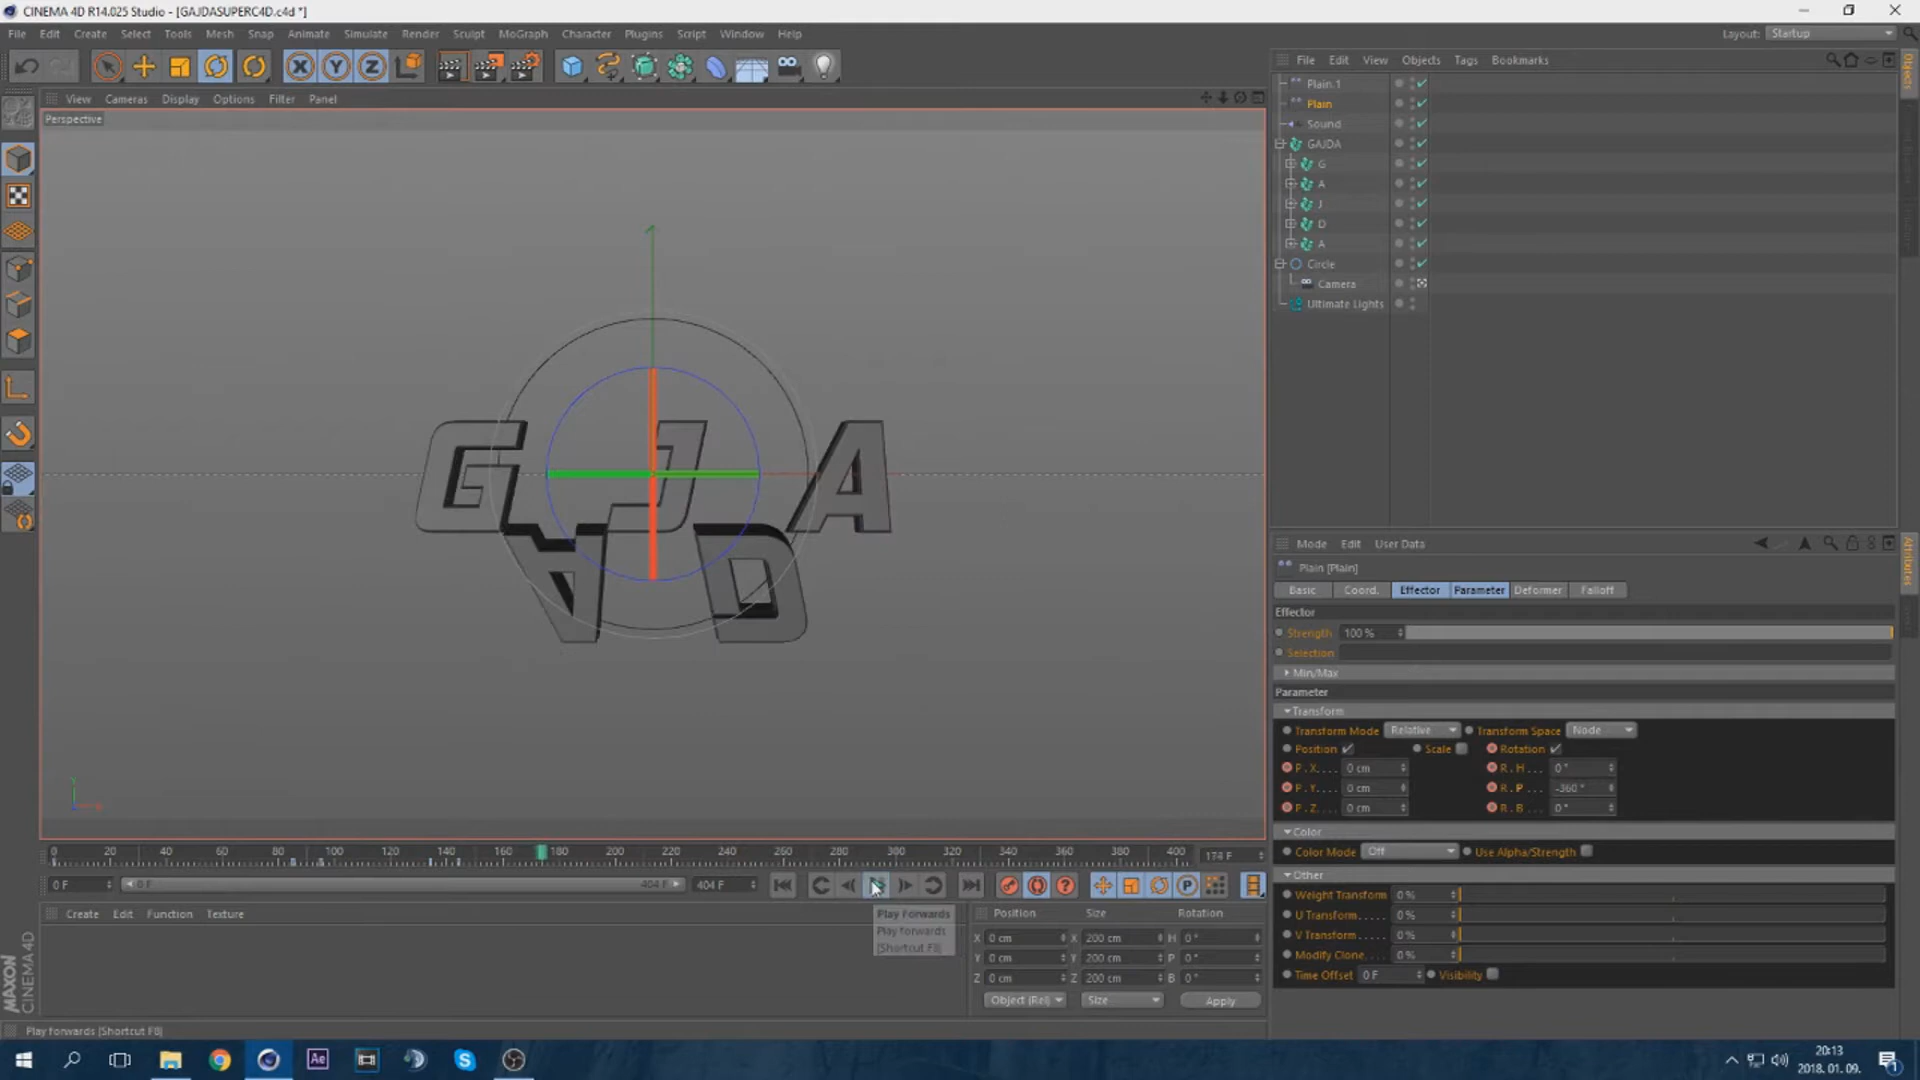 CINEMA 4D R14.025 Studio - [GAJDASUPERC4D.c4d *]
File Edit Create Select Tools Mesh Snap Animate Simulate Render Sculpt MoGraph Character Plugins Script Window Help
Layout: Startup
File Edit View Objects Tags Bookmarks
Objects
View Cameras Display Options Filter Panel
Perspective
Plain.1
Plain
Sound
GAJDA
G
A
J
D
A
Circle
Camera
Ultimate Lights
G J A
A D
Y
Mode Edit User Data
Attributes
Plain [Plain]
Basic Coord. Effector Parameter Deformer Falloff
Effector
Strength 100 %
Selection
Min/Max
Parameter
Transform
Transform Mode Relative Transform Space Node
Position Scale Rotation
P . X. . . . 0 cm R . H . . . 0 °
P . Y. . . . 0 cm R . P . . . -360 °
P . Z. . . . 0 cm R . B . . . 0 °
Color
Color Mode Off Use Alpha/Strength
Other
Weight Transform 0 %
U Transform. . . . . 0 %
V Transform. . . . . 0 %
Modify Clone. . . . 0 %
Time Offset 0 F Visibility
0 20 40 60 80 100 120 140 160 180 200 220 240 260 280 300 320 340 360 380 400 174 F
0 F 0 F 404 F 404 F
Create Edit Function Texture
Play Forwards
Play forwards
[Shortcut F8]
Position Size Rotation
X 0 cm X 200 cm H 0 °
Y 0 cm Y 200 cm P 0 °
Z 0 cm Z 200 cm B 0 °
Object (Rel) Size Apply
MAXON
CINEMA 4D
Play forwards [Shortcut F8]
Ae
20:13
2018. 01. 09.
1